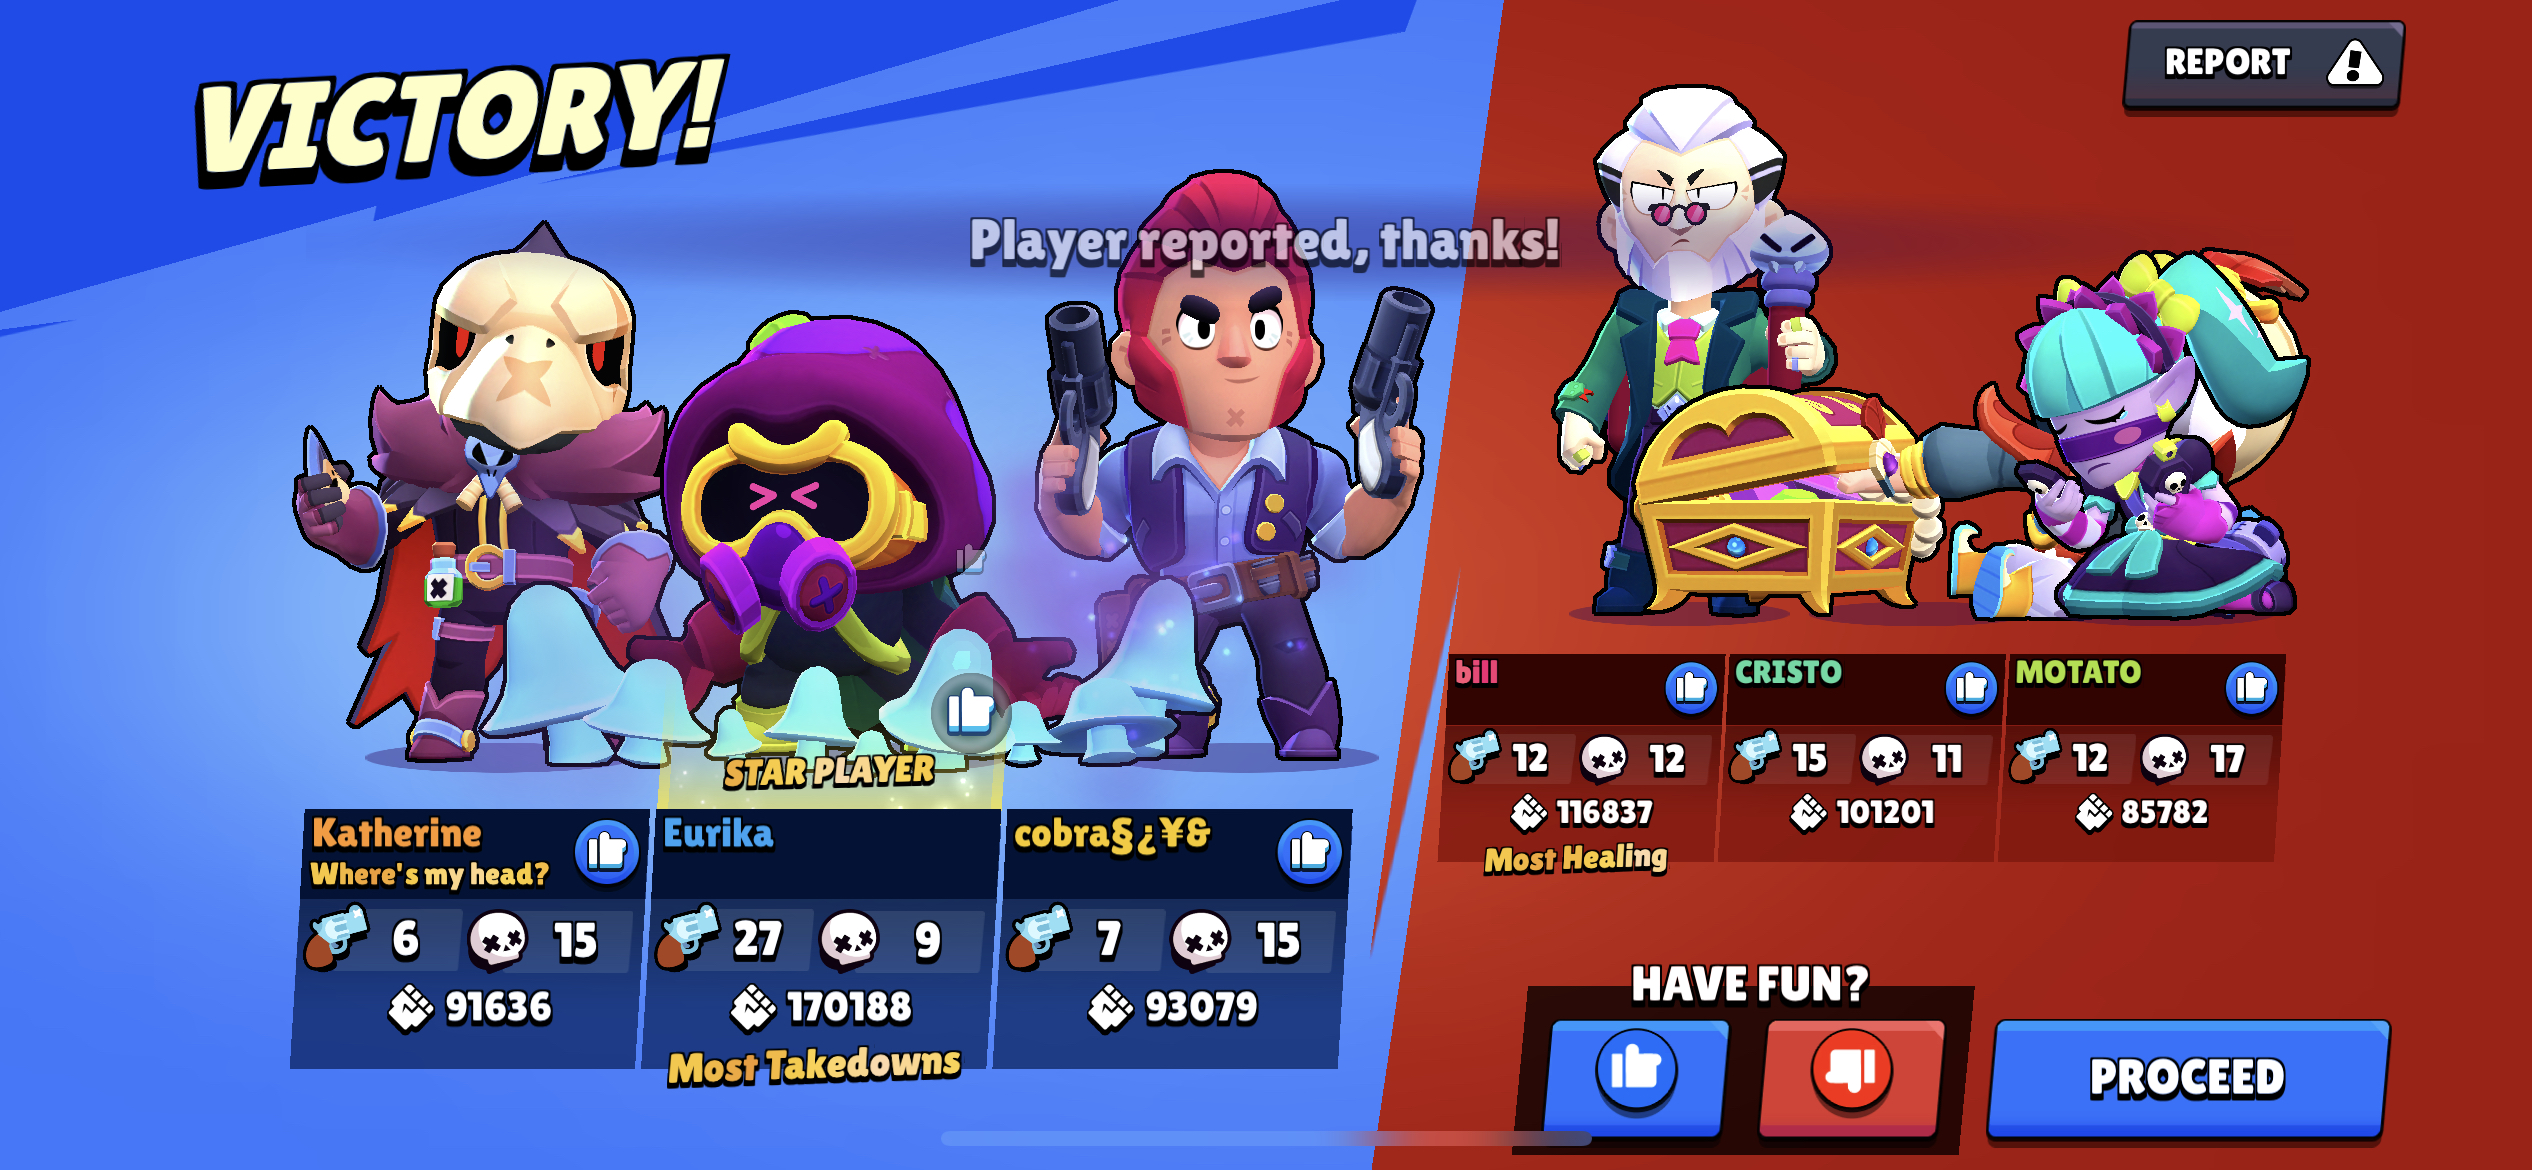 VICTORY!
REPORT
Player reported, thanks!
STAR PLAYER
Katherine
Where's my head?
6 15
91636
Eurika
27 9
170188
Most Takedowns
cobra§¿¥&
7 15
93079
bill
12 12
116837
Most Healing
CRISTO
15 11
101201
MOTATO
12 17
85782
HAVE FUN?
PROCEED